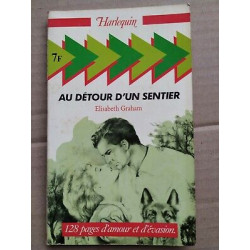 Harlequin
7F
AU DÉTOUR D'UN SENTIER
Elisabeth Graham
128 pages d'amour et d'évasion.